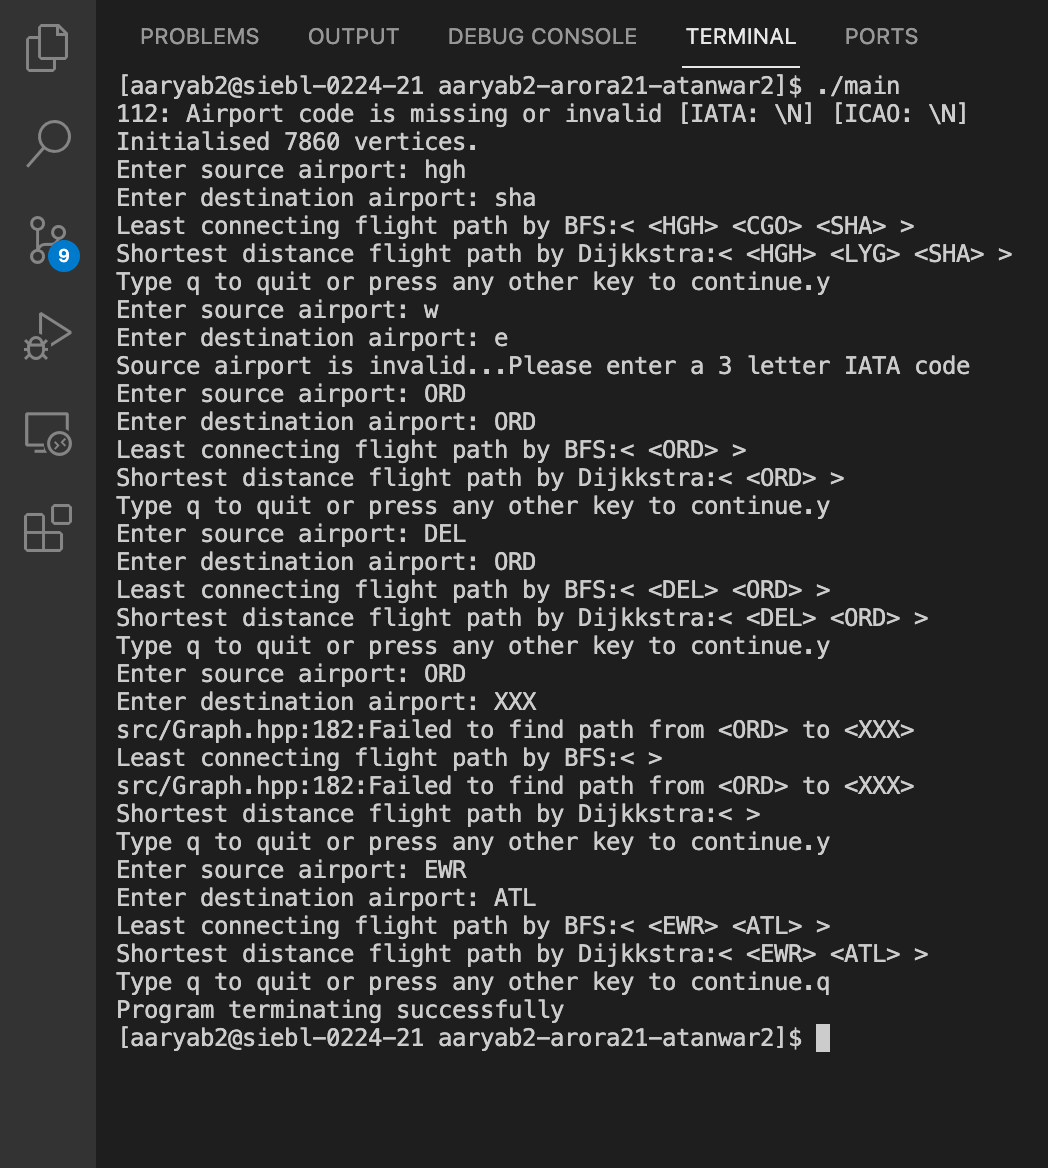 PROBLEMS OUTPUT DEBUG CONSOLE TERMINAL PORTS
[aaryab2@siebl-0224-21 aaryab2-arora21-atanwar2]$ ./main
112: Airport code is missing or invalid [IATA: \N] [ICAO: \N]
Initialised 7860 vertices.
Enter source airport: hgh
Enter destination airport: sha
Least connecting flight path by BFS:< <HGH> <CGO> <SHA> >
Shortest distance flight path by Dijkkstra:< <HGH> <LYG> <SHA> >
Type q to quit or press any other key to continue.y
Enter source airport: w
Enter destination airport: e
Source airport is invalid...Please enter a 3 letter IATA code
Enter source airport: ORD
Enter destination airport: ORD
Least connecting flight path by BFS:< <ORD> >
Shortest distance flight path by Dijkkstra:< <ORD> >
Type q to quit or press any other key to continue.y
Enter source airport: DEL
Enter destination airport: ORD
Least connecting flight path by BFS:< <DEL> <ORD> >
Shortest distance flight path by Dijkkstra:< <DEL> <ORD> >
Type q to quit or press any other key to continue.y
Enter source airport: ORD
Enter destination airport: XXX
src/Graph.hpp:182:Failed to find path from <ORD> to <XXX>
Least connecting flight path by BFS:< >
src/Graph.hpp:182:Failed to find path from <ORD> to <XXX>
Shortest distance flight path by Dijkkstra:< >
Type q to quit or press any other key to continue.y
Enter source airport: EWR
Enter destination airport: ATL
Least connecting flight path by BFS:< <EWR> <ATL> >
Shortest distance flight path by Dijkkstra:< <EWR> <ATL> >
Type q to quit or press any other key to continue.q
Program terminating successfully
[aaryab2@siebl-0224-21 aaryab2-arora21-atanwar2]$
9